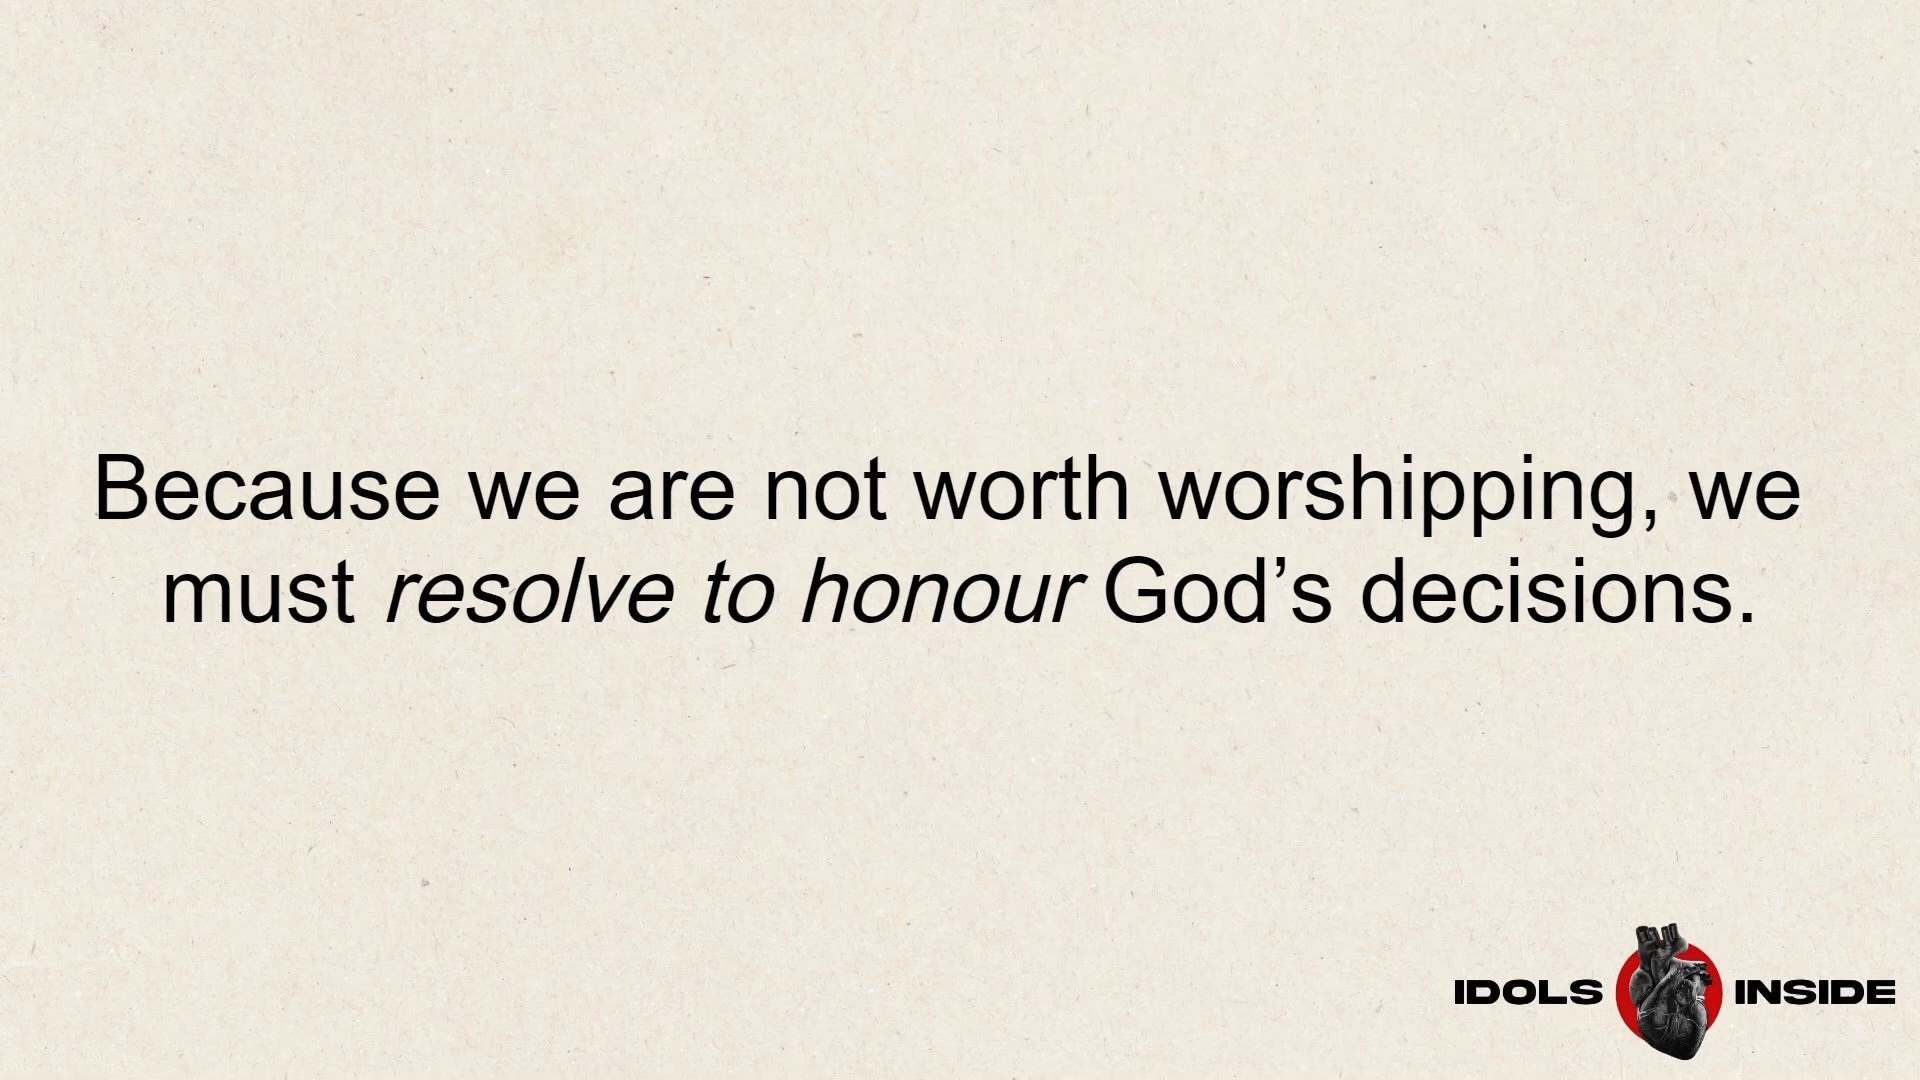 Because we are not worth worshipping, we
must resolve to honour God’s decisions.
IDOLS INSIDE